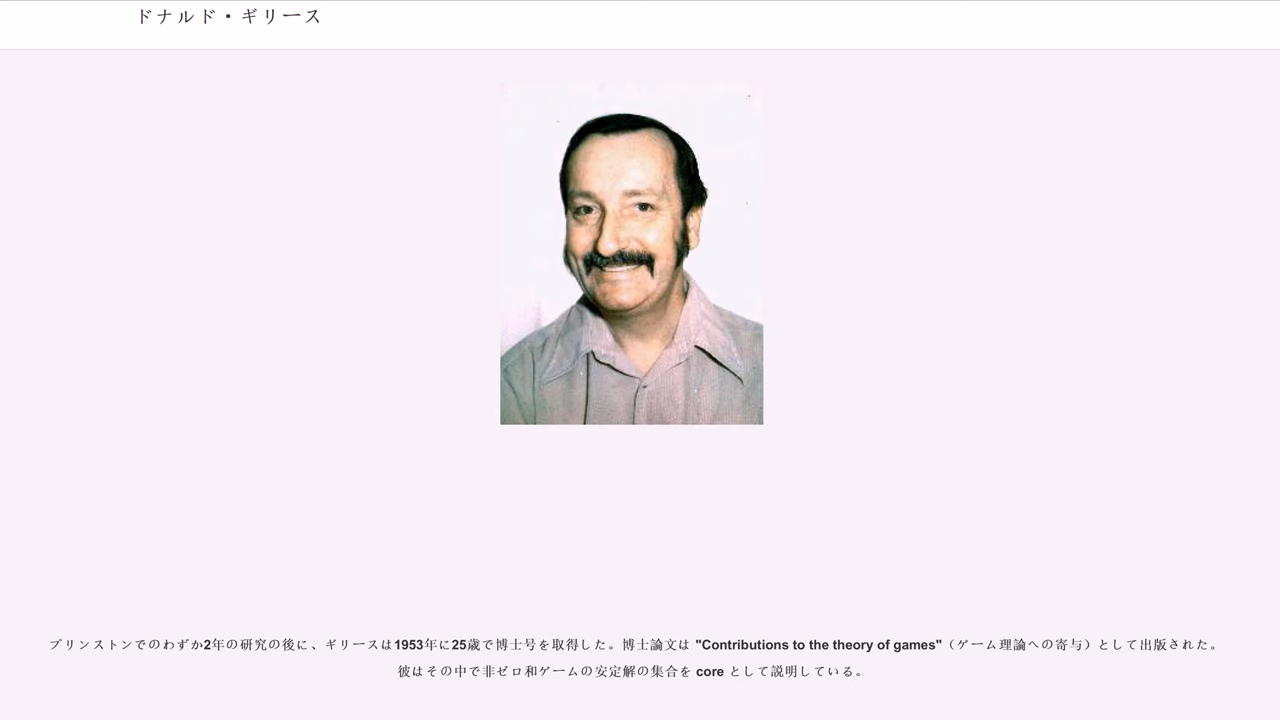 ドナルド・ギリース
プリンストンでのわずか2年の研究の後に、ギリースは1953年に25歳で博士号を取得した。博士論文は "Contributions to the theory of games"（ゲーム理論への寄与）として出版された。
彼はその中で非ゼロ和ゲームの安定解の集合を core として説明している。